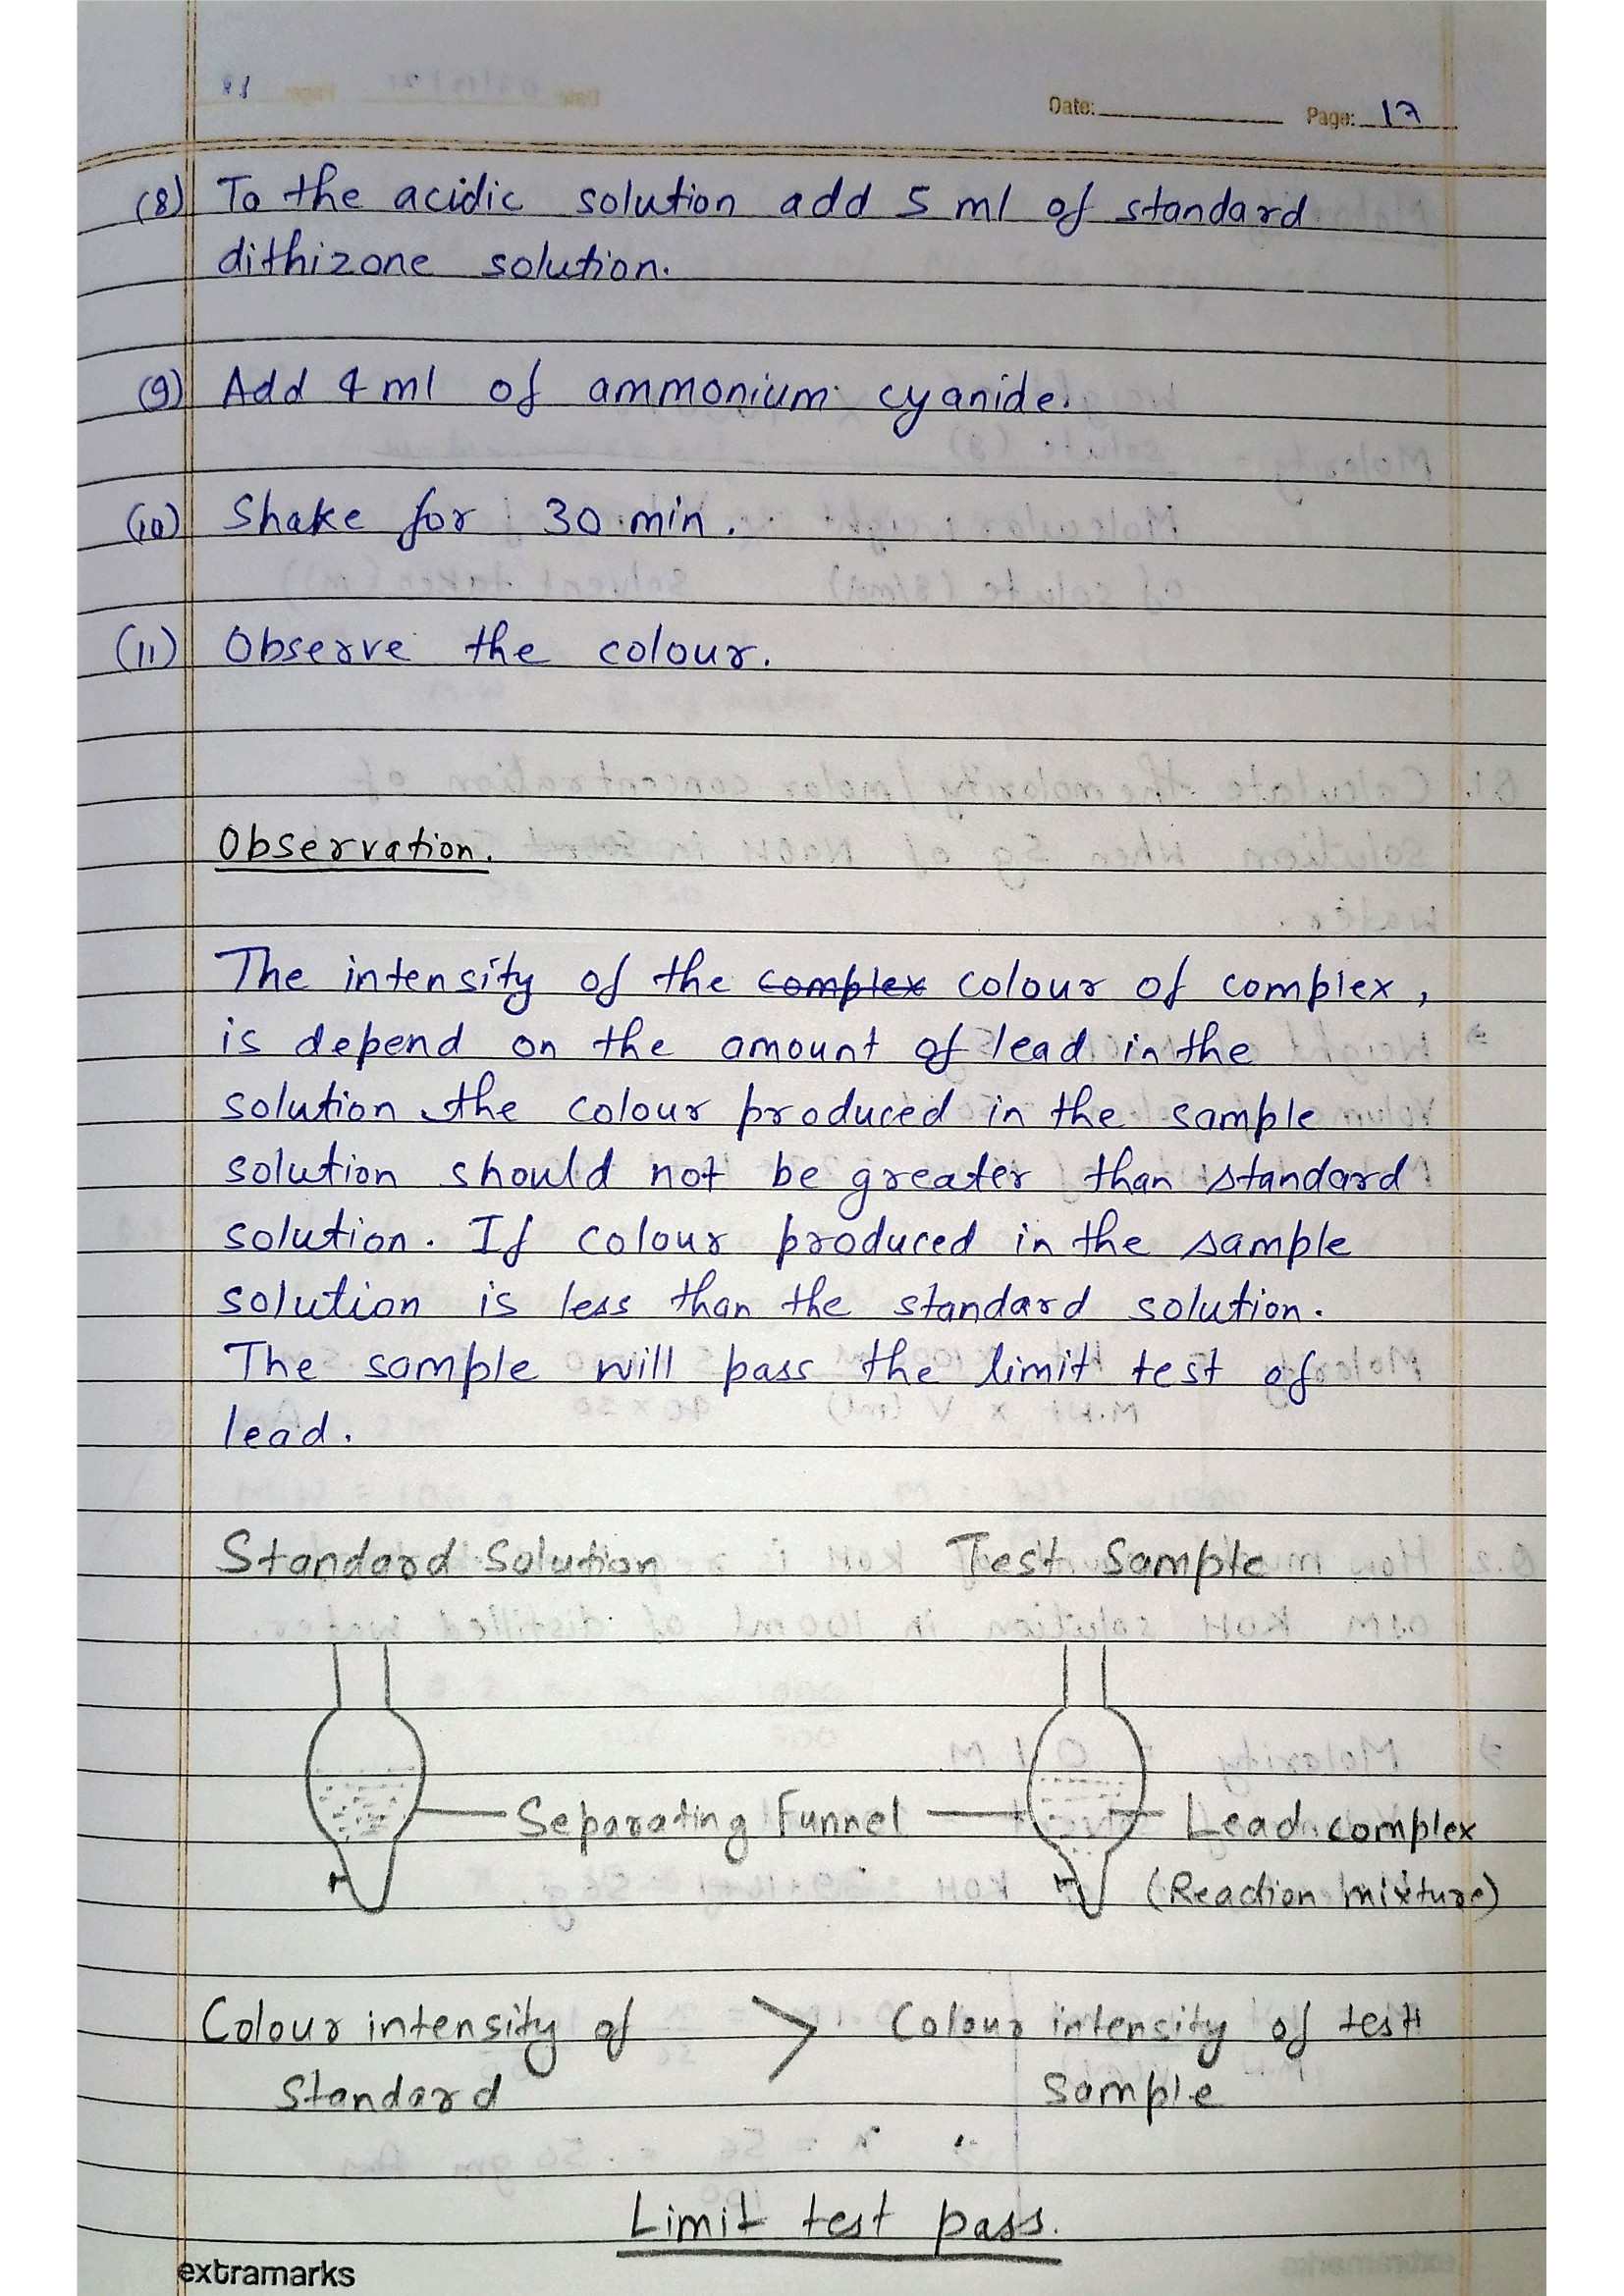 Date: Page: 17
(8) To the acidic solution add 5 ml of standard
dithizone solution.
(9) Add 4 ml of ammonium cyanide.
(10) Shake for 30 min.
(11) Observe the colour.
Observation.
The intensity of the complex colour of complex,
is depend on the amount of lead in the
solution the colour produced in the sample
solution should not be greater than standard
solution. If colour produced in the sample
solution is less than the standard solution.
The sample will pass the limit test of
lead.
Standard Solution Test Sample
Separating Funnel Lead complex
(Reaction mixture)
Colour intensity of > Colour intensity of test
Standard Sample
Limit test pass.
extramarks